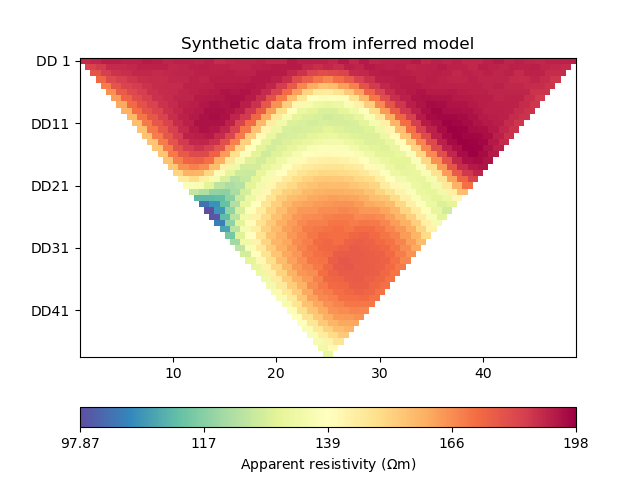 Synthetic data from inferred model
DD 1
DD11
DD21
DD31
DD41
10 20 30 40
97.87 117 139 166 198
Apparent resistivity (Ωm)